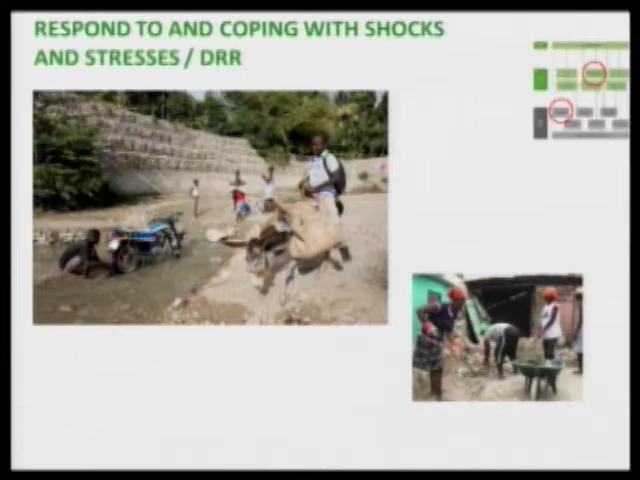 RESPOND TO AND COPING WITH SHOCKS
AND STRESSES / DRR